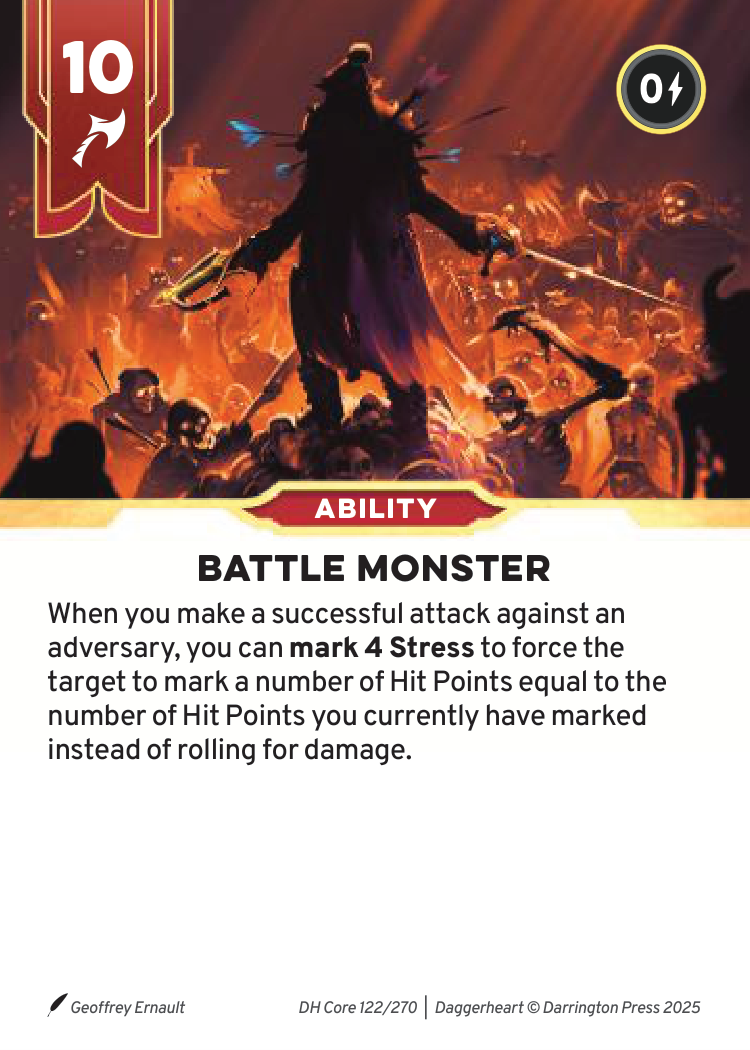 10
0
ABILITY
BATTLE MONSTER
When you make a successful attack against an
adversary, you can mark 4 Stress to force the
target to mark a number of Hit Points equal to the
number of Hit Points you currently have marked
instead of rolling for damage.
Geoffrey Ernault
DH Core 122/270 | Daggerheart © Darrington Press 2025